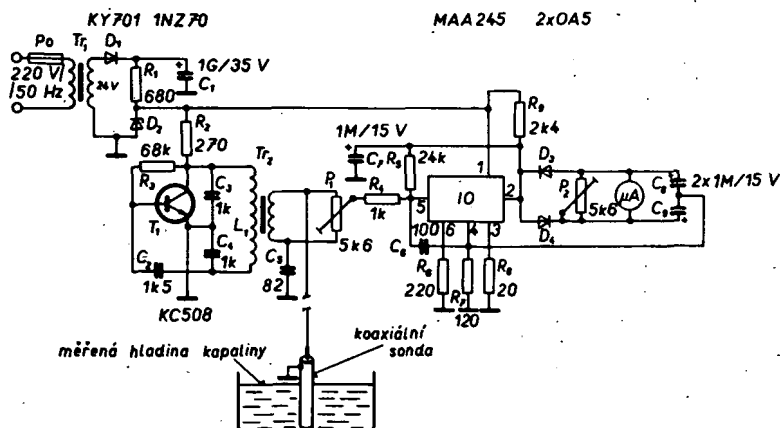 KY701 1NZ70
MAA245 2xOA5
Po
Tr₁
D₁
220 V
50 Hz
24V
R₁
680
1G/35 V
C₁
D₂
R₂
270
68k
R₃
T₁
C₃
1k
C₄
1k
L₁
C₂
1k5
KC508
Tr₂
C₅
82
P₁
5k6
R₄
1k
1M/15 V
C₇
R₅
24k
R₉
2k4
1
IO
2
5
6
4
3
100
C₆
R₆
220
R₇
120
R₈
20
D₃
D₄
P₂
5k6
µA
C₈
C₉
2x1M/15 V
měřená hladina kapaliny
koaxiální
sonda